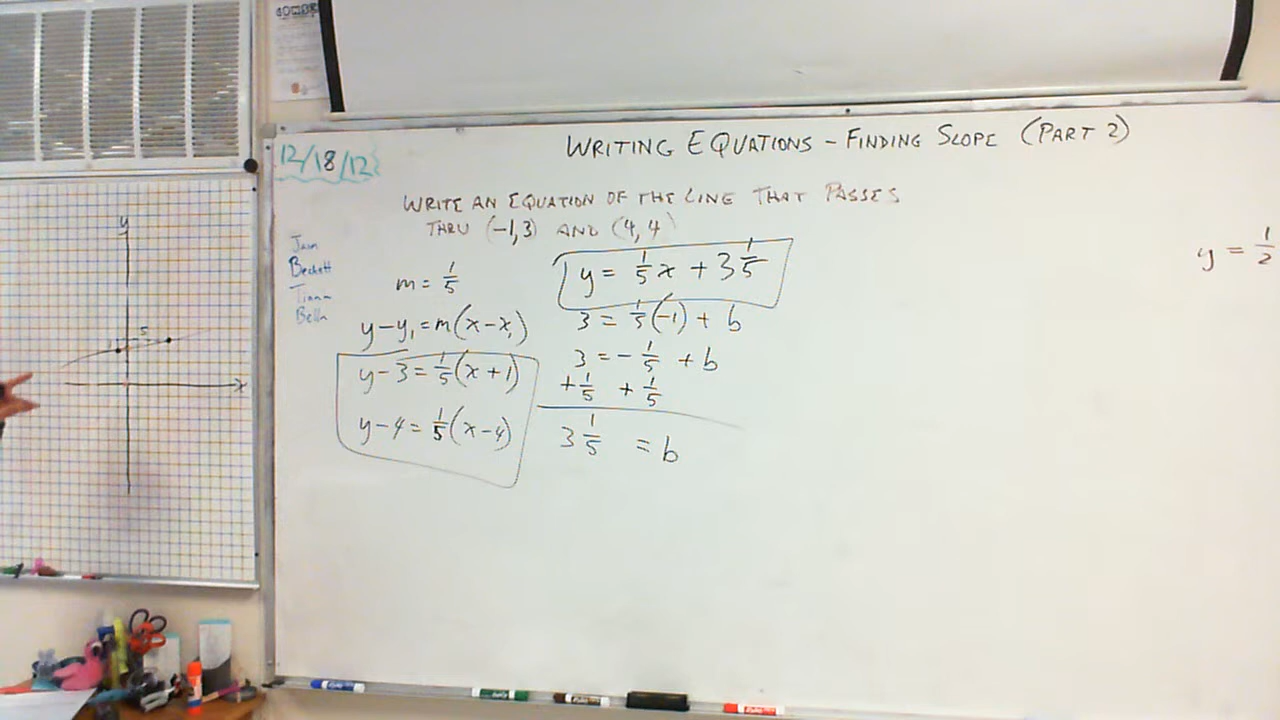 12/18/12
WRITING EQUATIONS - FINDING SLOPE (PART 2)
WRITE AN EQUATION OF THE LINE THAT PASSES
THRU (-1,3) AND (4,4)
Beckett
Tiana
Bella
m = 1/5
y-y₁=m(x-x₁)
y-3=1/5(x+1)
y-4=1/5(x-4)
y = 1/5x + 3 1/5
3 = 1/5(-1) + b
3 = -1/5 + b
+1/5 +1/5
3 1/5 = b
y = 1/2
y
1
5
x